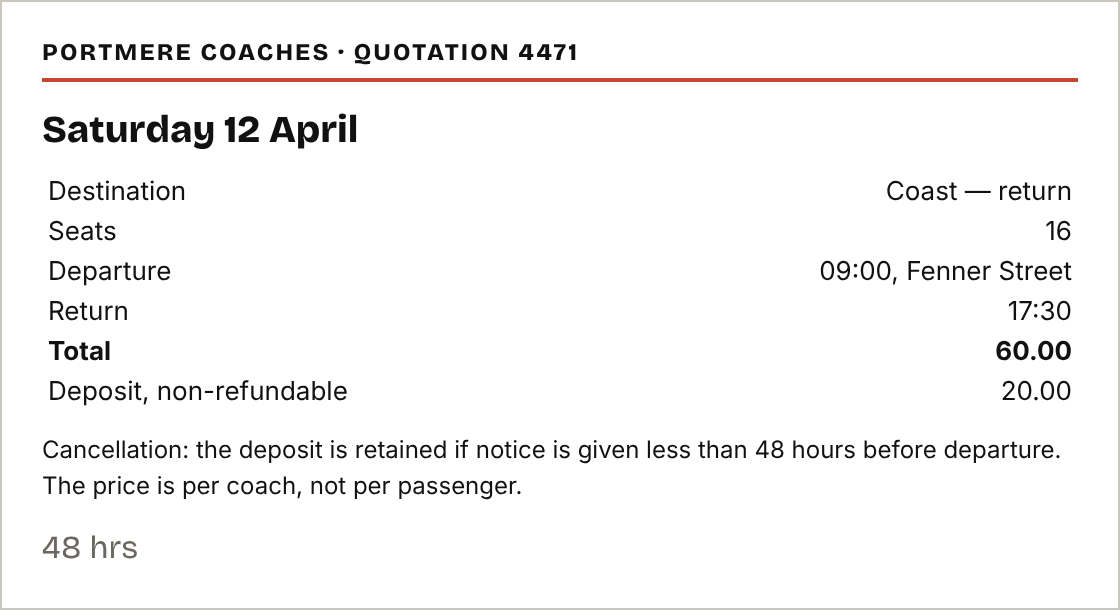 PORTMERE COACHES · QUOTATION 4471
Saturday 12 April
Destination Coast — return
Seats 16
Departure 09:00, Fenner Street
Return 17:30
Total 60.00
Deposit, non-refundable 20.00
Cancellation: the deposit is retained if notice is given less than 48 hours before departure.
The price is per coach, not per passenger.
48 hrs